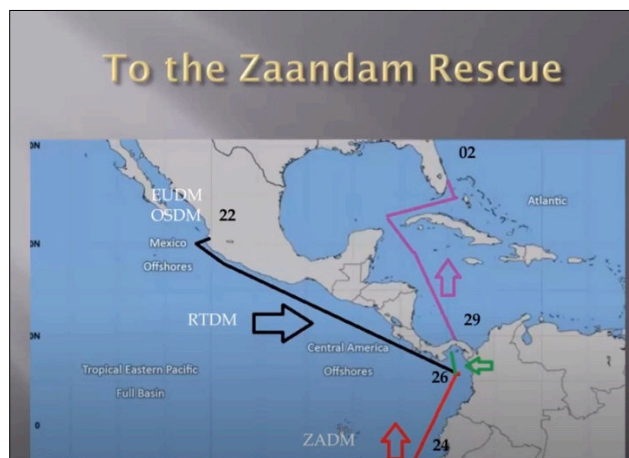 To the Zaandam Rescue
0N
02
EUDM
OSDM
22
Atlantic
0N
Mexico
Offshores
29
RTDM
0N
Central America
Offshores
Tropical Eastern Pacific
Full Basin
26
0
ZADM
24